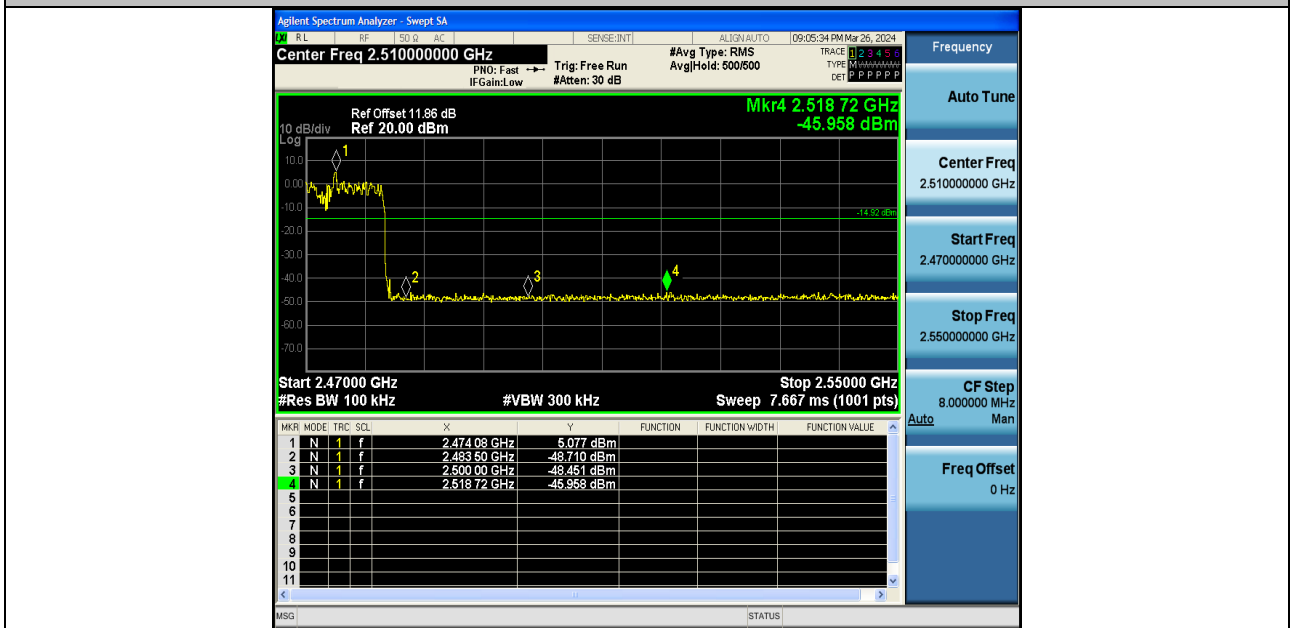 Agilent Spectrum Analyzer - Swept SA
RL RF 50 Ω AC SENSE:INT ALIGN AUTO 09:05:34 PM Mar 26, 2024
Center Freq 2.510000000 GHz
PNO: Fast
IFGain:Low
Trig: Free Run
#Atten: 30 dB
#Avg Type: RMS
Avg|Hold: 500/500
TRACE 1 2 3 4 5 6
TYPE M
DET P P P P P P
Ref Offset 11.86 dB
Ref 20.00 dBm
10 dB/div
Log
Mkr4 2.518 72 GHz
-45.958 dBm
10.0
0.00
-10.0
-20.0
-30.0
-40.0
-50.0
-60.0
-70.0
1
2
3
4
-14.92 dBm
Start 2.47000 GHz
Stop 2.55000 GHz
#Res BW 100 kHz
#VBW 300 kHz
Sweep 7.667 ms (1001 pts)
MKR MODE TRC SCL X Y FUNCTION FUNCTION WIDTH FUNCTION VALUE
1 N 1 f 2.474 08 GHz 5.077 dBm
2 N 1 f 2.483 50 GHz -48.710 dBm
3 N 1 f 2.500 00 GHz -48.451 dBm
4 N 1 f 2.518 72 GHz -45.958 dBm
5
6
7
8
9
10
11
MSG
STATUS
Frequency
Auto Tune
Center Freq
2.510000000 GHz
Start Freq
2.470000000 GHz
Stop Freq
2.550000000 GHz
CF Step
8.000000 MHz
Auto Man
Freq Offset
0 Hz